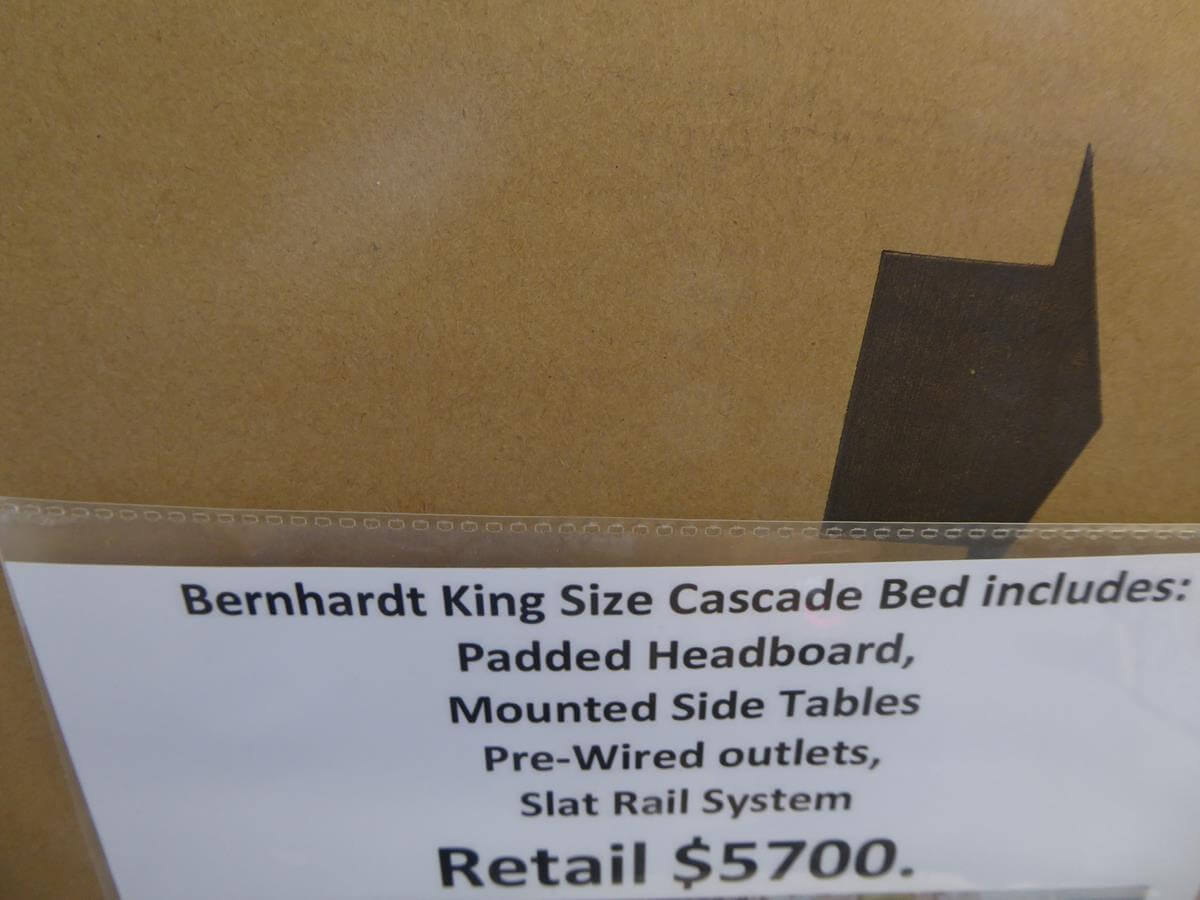 Bernhardt King Size Cascade Bed includes:
Padded Headboard,
Mounted Side Tables
Pre-Wired outlets,
Slat Rail System
Retail $5700.